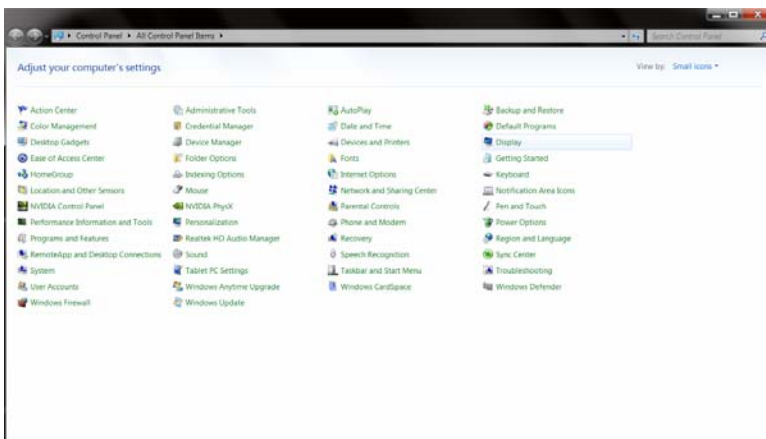 Control Panel ▸ All Control Panel Items ▸ Search Control Panel
Adjust your computer's settings View by: Small icons
Action Center Administrative Tools AutoPlay Backup and Restore
Color Management Credential Manager Date and Time Default Programs
Desktop Gadgets Device Manager Devices and Printers Display
Ease of Access Center Folder Options Fonts Getting Started
HomeGroup Indexing Options Internet Options Keyboard
Location and Other Sensors Mouse Network and Sharing Center Notification Area Icons
NVIDIA Control Panel NVIDIA PhysX Parental Controls Pen and Touch
Performance Information and Tools Personalization Phone and Modem Power Options
Programs and Features Realtek HD Audio Manager Recovery Region and Language
RemoteApp and Desktop Connections Sound Speech Recognition Sync Center
System Tablet PC Settings Taskbar and Start Menu Troubleshooting
User Accounts Windows Anytime Upgrade Windows CardSpace Windows Defender
Windows Firewall Windows Update